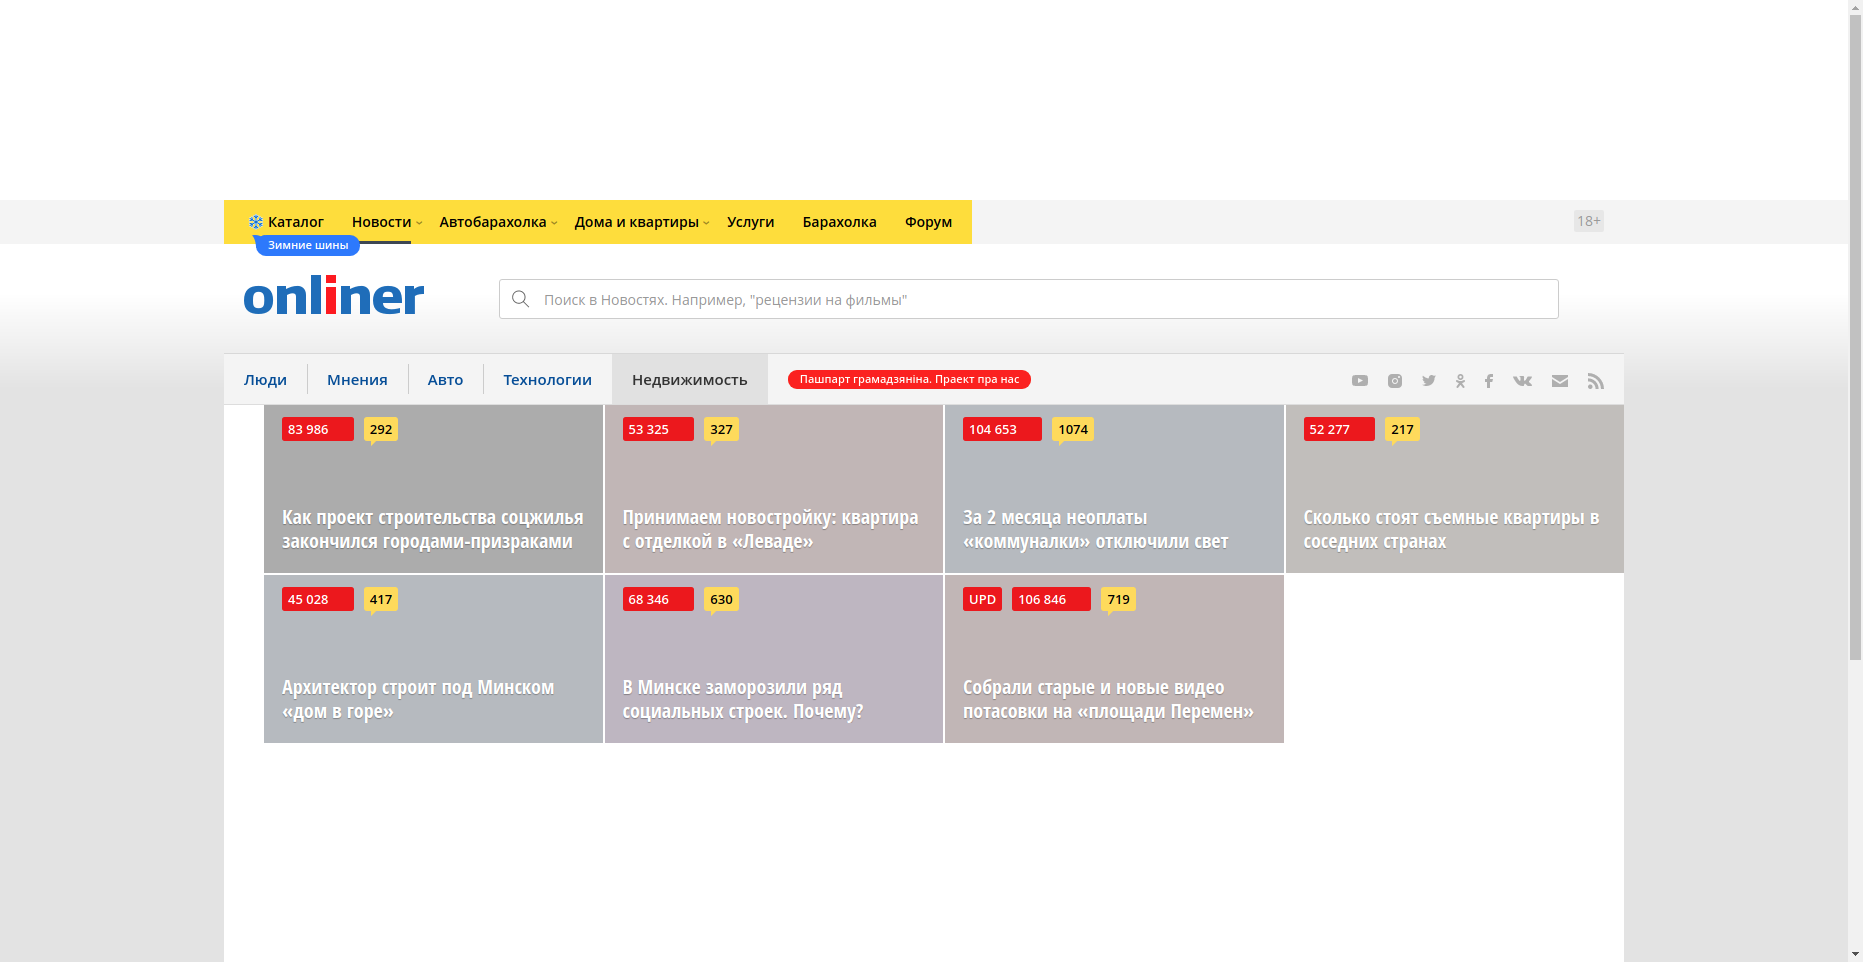 Каталог Новости Автобарахолка Дома и квартиры Услуги Барахолка Форум 18+
Зимние шины
onliner
Поиск в Новостях. Например, "рецензии на фильмы"
Люди Мнения Авто Технологии Недвижимость Пашпарт грамадзяніна. Праект пра нас
83 986 292
Как проект строительства соцжилья
закончился городами-призраками
53 325 327
Принимаем новостройку: квартира
с отделкой в «Леваде»
104 653 1074
За 2 месяца неоплаты
«коммуналки» отключили свет
52 277 217
Сколько стоят съемные квартиры в
соседних странах
45 028 417
Архитектор строит под Минском
«дом в горе»
68 346 630
В Минске заморозили ряд
социальных строек. Почему?
UPD 106 846 719
Собрали старые и новые видео
потасовки на «площади Перемен»